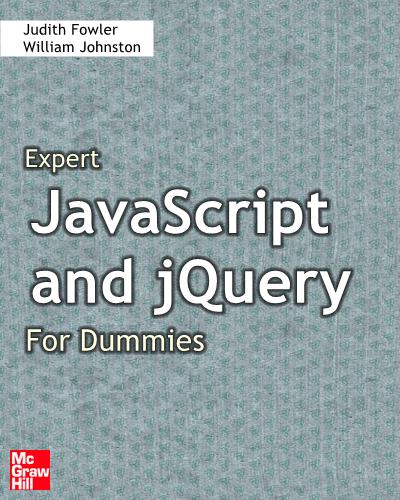 Judith Fowler
William Johnston
Expert
JavaScript
and jQuery
For Dummies
Mc
Graw
Hill